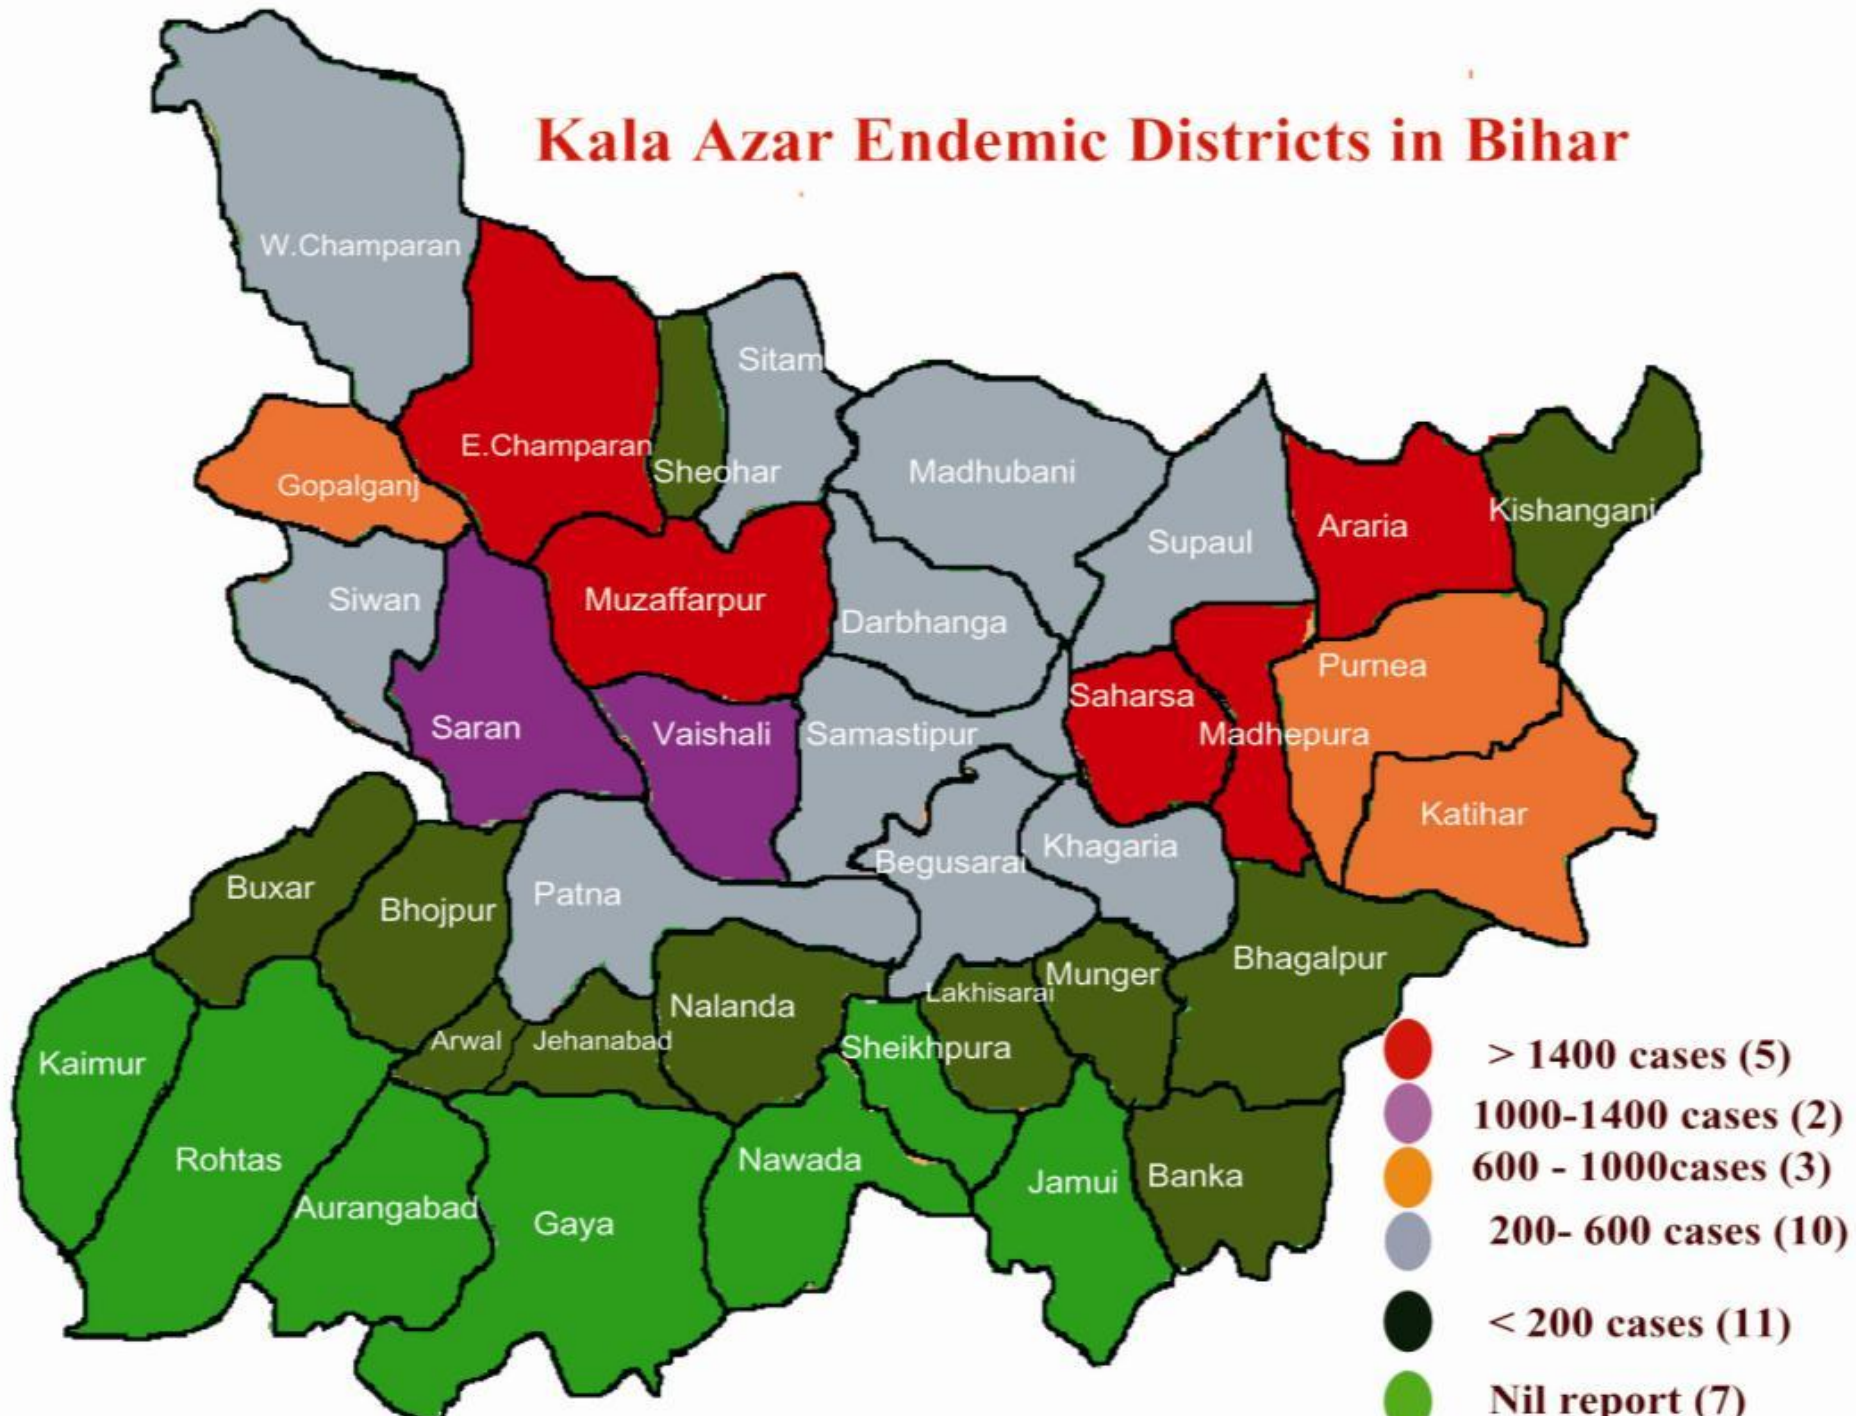 Kala Azar Endemic Districts in Bihar
W.Champaran
Sitam
E.Champaran
Sheohar
Madhubani
Gopalganj
Kishanganj
Araria
Supaul
Siwan
Muzaffarpur
Darbhanga
Purnea
Saharsa
Saran
Vaishali
Samastipur
Madhepura
Katihar
Khagaria
Begusarai
Buxar
Patna
Bhojpur
Bhagalpur
Munger
Lakhisarai
Nalanda
Arwal
Jehanabad
Sheikhpura
Kaimur
Rohtas
Nawada
Banka
Jamui
Aurangabad
Gaya
> 1400 cases (5)
1000-1400 cases (2)
600 - 1000cases (3)
200- 600 cases (10)
< 200 cases (11)
Nil report (7)